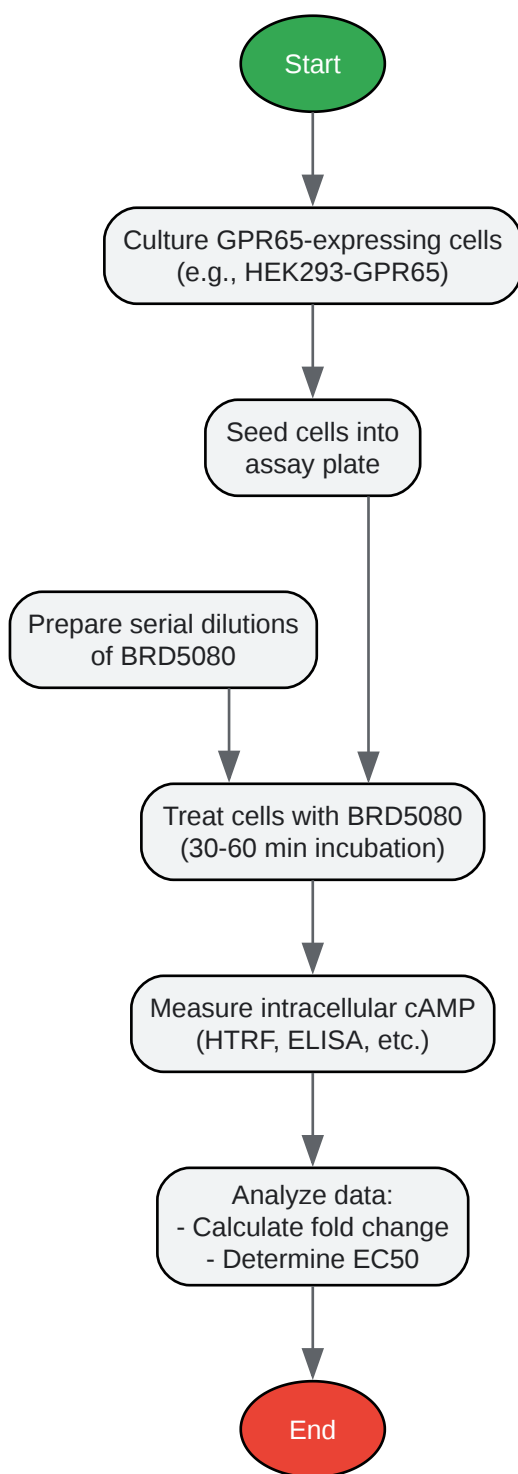 Start
Culture GPR65-expressing cells
(e.g., HEK293-GPR65)
Seed cells into
assay plate
Prepare serial dilutions
of BRD5080
Treat cells with BRD5080
(30-60 min incubation)
Measure intracellular cAMP
(HTRF, ELISA, etc.)
Analyze data:
- Calculate fold change
- Determine EC50
End